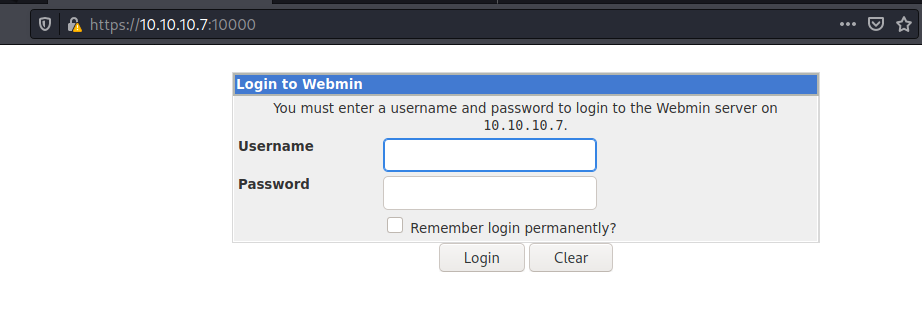 https://10.10.10.7:10000
Login to Webmin
You must enter a username and password to login to the Webmin server on
10.10.10.7.
Username
Password
Remember login permanently?
Login Clear